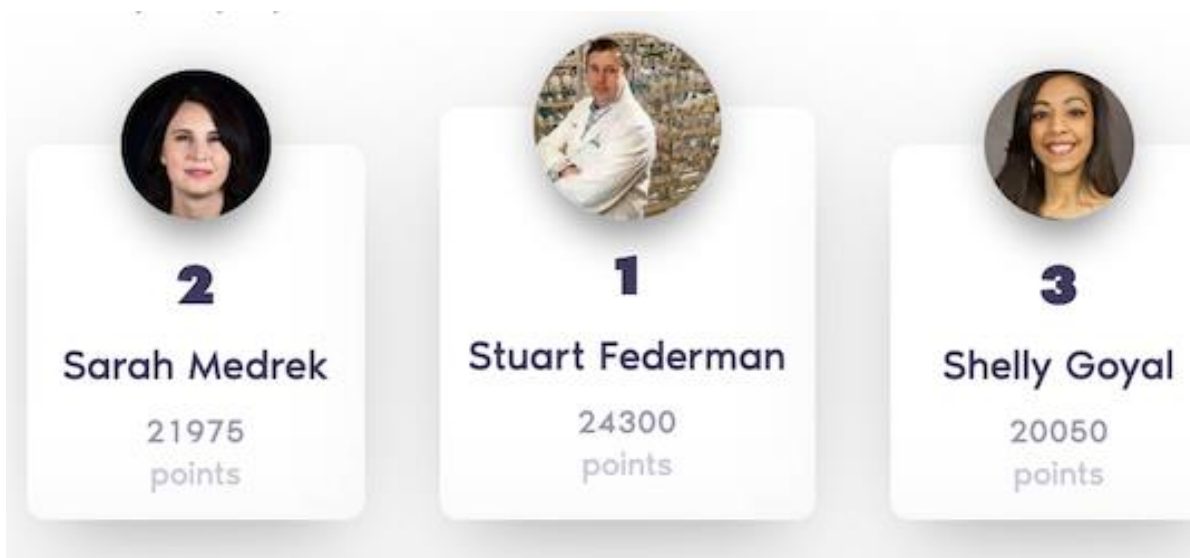 2
Sarah Medrek
21975
points
1
Stuart Federman
24300
points
3
Shelly Goyal
20050
points